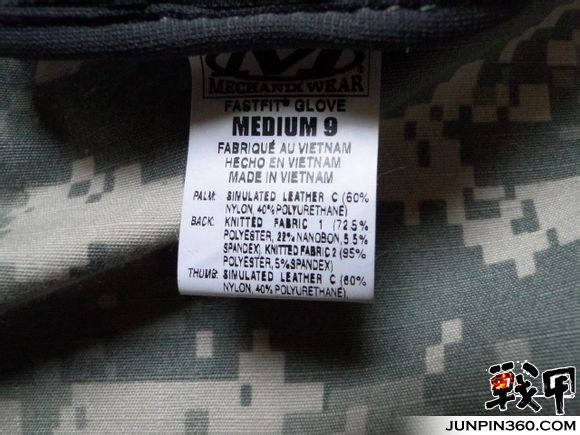 MECHANIX WEAR
FASTFIT® GLOVE
MEDIUM 9
FABRIQUÉ AU VIETNAM
HECHO EN VIETNAM
MADE IN VIETNAM
PALM: SIMULATED LEATHER C (60%
NYLON, 40% POLYURETHANE)
BACK: KNITTED FABRIC 1 (72.5%
POLYESTER, 22% NANOBON, 5.5%
SPANDEX), KNITTED FABRIC 2 (95%
POLYESTER, 5% SPANDEX)
THUMB: SIMULATED LEATHER C (60%
NYLON, 40% POLYURETHANE),
戰甲
JUNPIN360.COM